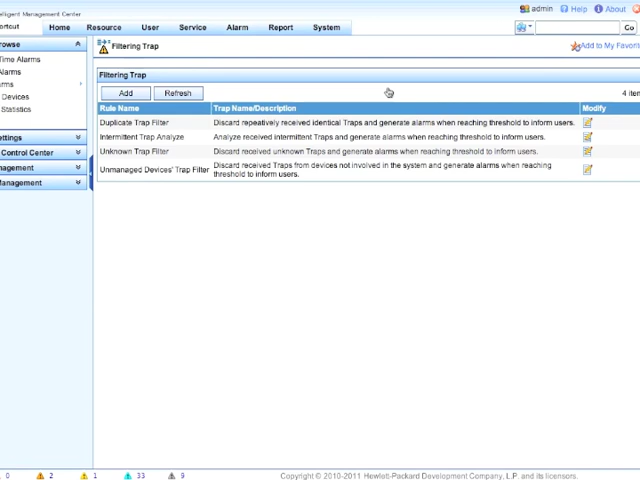 elligent Management Center
admin Help About
ortcut Home Resource User Service Alarm Report System Go
rowse
Filtering Trap
Add to My Favorit
Time Alarms
Alarms
rms
Devices
Statistics
ettings
Control Center
nagement
Management
Filtering Trap
Add Refresh
4 item
Rule Name Trap Name/Description Modify
Duplicate Trap Filter Discard repeatively received identical Traps and generate alarms when reaching threshold to inform users.
Intermittent Trap Analyze Analyze received intermittent Traps and generate alarms when reaching threshold to inform users.
Unknown Trap Filter Discard received unknown Traps and generate alarms when reaching threshold to inform users.
Unmanaged Devices' Trap Filter Discard received Traps from devices not involved in the system and generate alarms when reaching
threshold to inform users.
0 2 1 33 9
Copyright © 2010-2011 Hewlett-Packard Development Company, L.P. and its licensors.